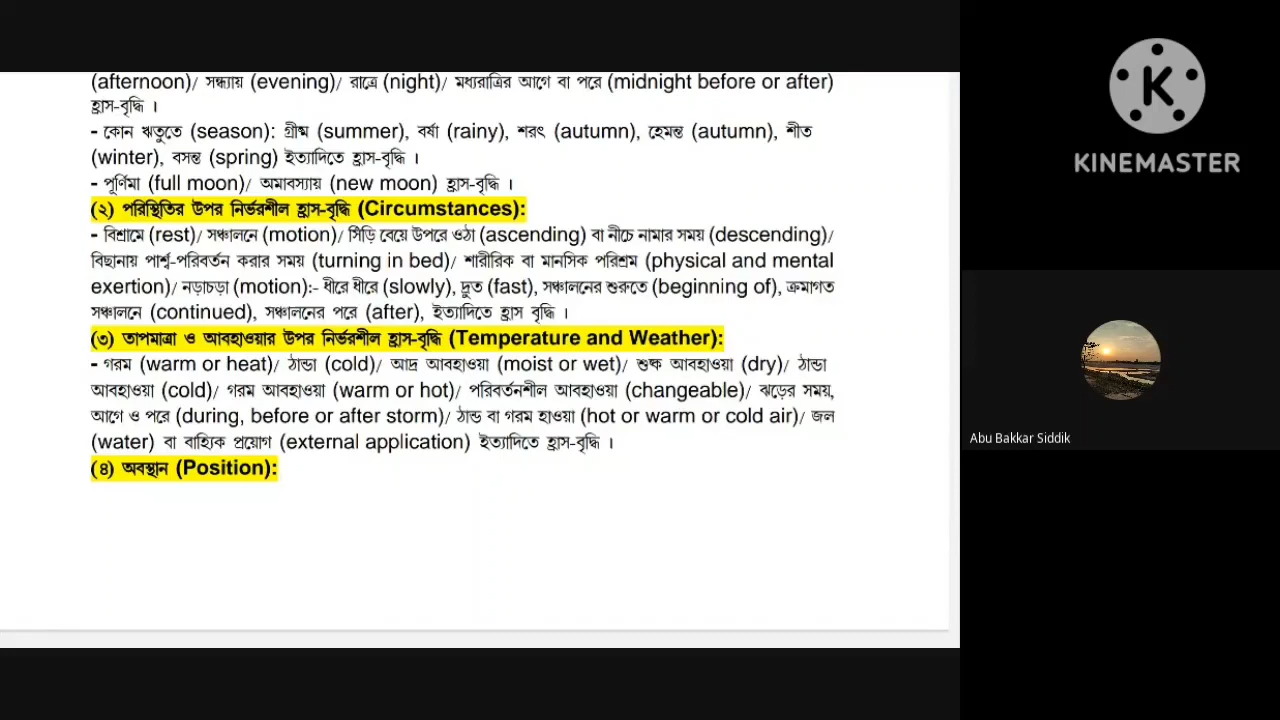 (afternoon)/ সন্ধ্যায় (evening)/ রাত্রে (night)/ মধ্যরাত্রির আগে বা পরে (midnight before or after)
হ্রাস-বৃদ্ধি ।
- কোন ঋতুতে (season): গ্রীষ্ম (summer), বর্ষা (rainy), শরৎ (autumn), হেমন্ত (autumn), শীত
(winter), বসন্ত (spring) ইত্যাদিতে হ্রাস-বৃদ্ধি ।
- পূর্ণিমা (full moon)/ অমাবস্যায় (new moon) হ্রাস-বৃদ্ধি ।
(২) পরিস্থিতির উপর নির্ভরশীল হ্রাস-বৃদ্ধি (Circumstances):
- বিশ্রামে (rest)/ সঞ্চালনে (motion)/ সিঁড়ি বেয়ে উপরে ওঠা (ascending) বা নীচে নামার সময় (descending)/
বিছানায় পার্শ্ব-পরিবর্তন করার সময় (turning in bed)/ শারীরিক বা মানসিক পরিশ্রম (physical and mental
exertion)/ নড়াচড়া (motion):- ধীরে ধীরে (slowly), দ্রুত (fast), সঞ্চালনের শুরুতে (beginning of), ক্রমাগত
সঞ্চালনে (continued), সঞ্চালনের পরে (after), ইত্যাদিতে হ্রাস বৃদ্ধি ।
(৩) তাপমাত্রা ও আবহাওয়ার উপর নির্ভরশীল হ্রাস-বৃদ্ধি (Temperature and Weather):
- গরম (warm or heat)/ ঠান্ডা (cold)/ আদ্র আবহাওয়া (moist or wet)/ শুষ্ক আবহাওয়া (dry)/ ঠান্ডা
আবহাওয়া (cold)/ গরম আবহাওয়া (warm or hot)/ পরিবর্তনশীল আবহাওয়া (changeable)/ ঝড়ের সময়,
আগে ও পরে (during, before or after storm)/ ঠান্ড বা গরম হাওয়া (hot or warm or cold air)/ জল
(water) বা বাহ্যিক প্রয়োগ (external application) ইত্যাদিতে হ্রাস-বৃদ্ধি ।
(৪) অবস্থান (Position):
KINEMASTER
Abu Bakkar Siddik